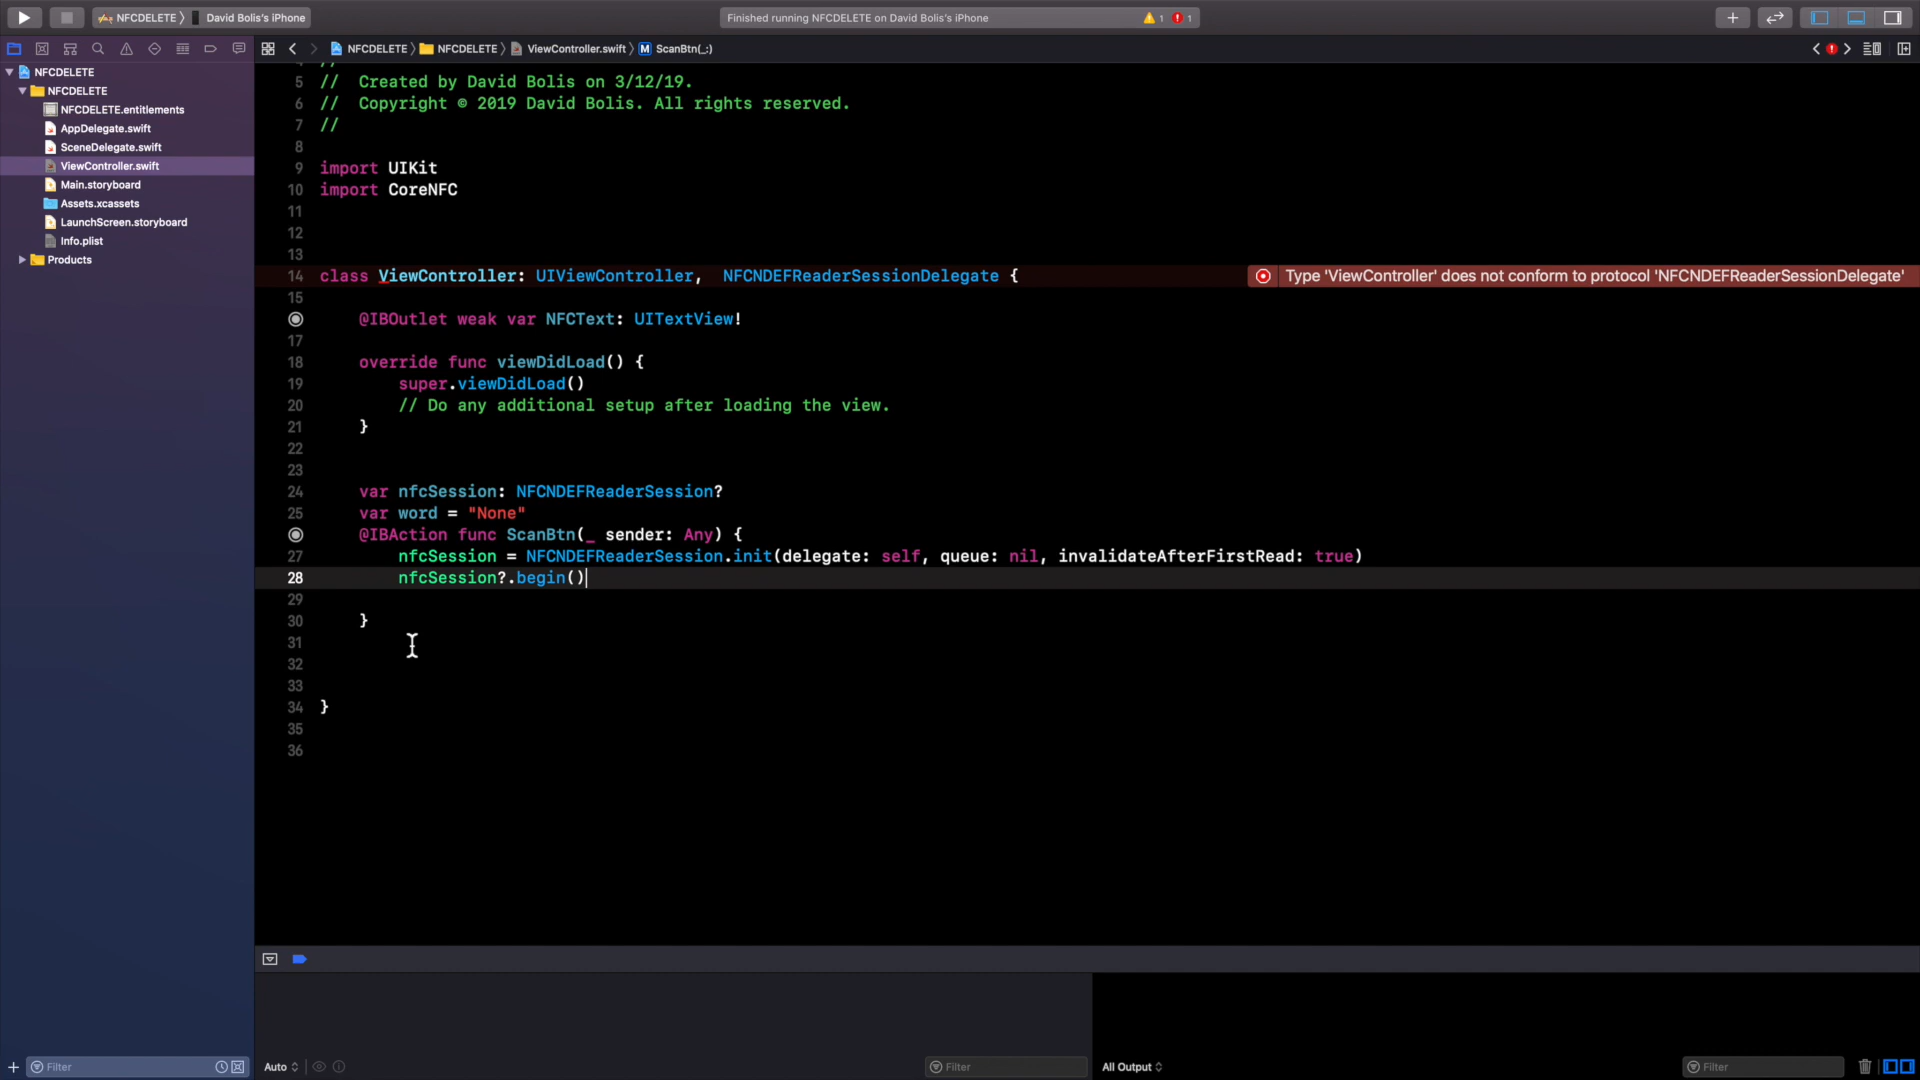 NFCDELETE
David Bolis's iPhone
Finished running NFCDELETE on David Bolis's iPhone
1
1
NFCDELETE
NFCDELETE
ViewController.swift
M
ScanBtn(_:)
NFCDELETE
NFCDELETE
NFCDELETE.entitlements
AppDelegate.swift
SceneDelegate.swift
ViewController.swift
Main.storyboard
Assets.xcassets
LaunchScreen.storyboard
Info.plist
Products
5 //  Created by David Bolis on 3/12/19.
6 //  Copyright © 2019 David Bolis. All rights reserved.
7 //
8
9 import UIKit
10 import CoreNFC
11
12
13
14 class ViewController: UIViewController,  NFCNDEFReaderSessionDelegate {
Type 'ViewController' does not conform to protocol 'NFCNDEFReaderSessionDelegate'
15
@IBOutlet weak var NFCText: UITextView!
17
18 override func viewDidLoad() {
19 super.viewDidLoad()
20 // Do any additional setup after loading the view.
21 }
22
23
24 var nfcSession: NFCNDEFReaderSession?
25 var word = "None"
@IBAction func ScanBtn(_ sender: Any) {
27 nfcSession = NFCNDEFReaderSession.init(delegate: self, queue: nil, invalidateAfterFirstRead: true)
28 nfcSession?.begin()
29
30 }
31
32
33
34 }
35
36
Filter
Auto
Filter
All Output
Filter